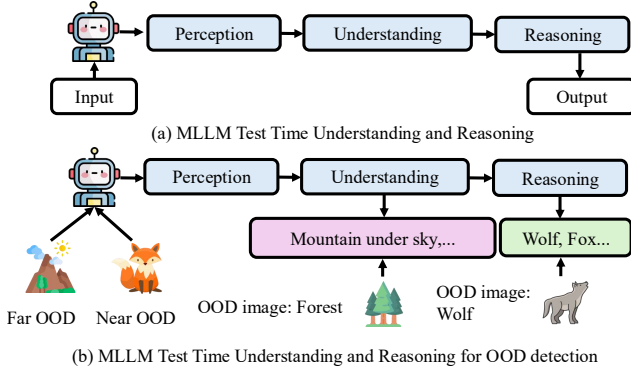 Perception
Understanding
Reasoning
Input
Output
(a) MLLM Test Time Understanding and Reasoning
Perception
Understanding
Reasoning
Mountain under sky,...
Wolf, Fox...
Far OOD
Near OOD
OOD image: Forest
OOD image:
Wolf
(b) MLLM Test Time Understanding and Reasoning for OOD detection